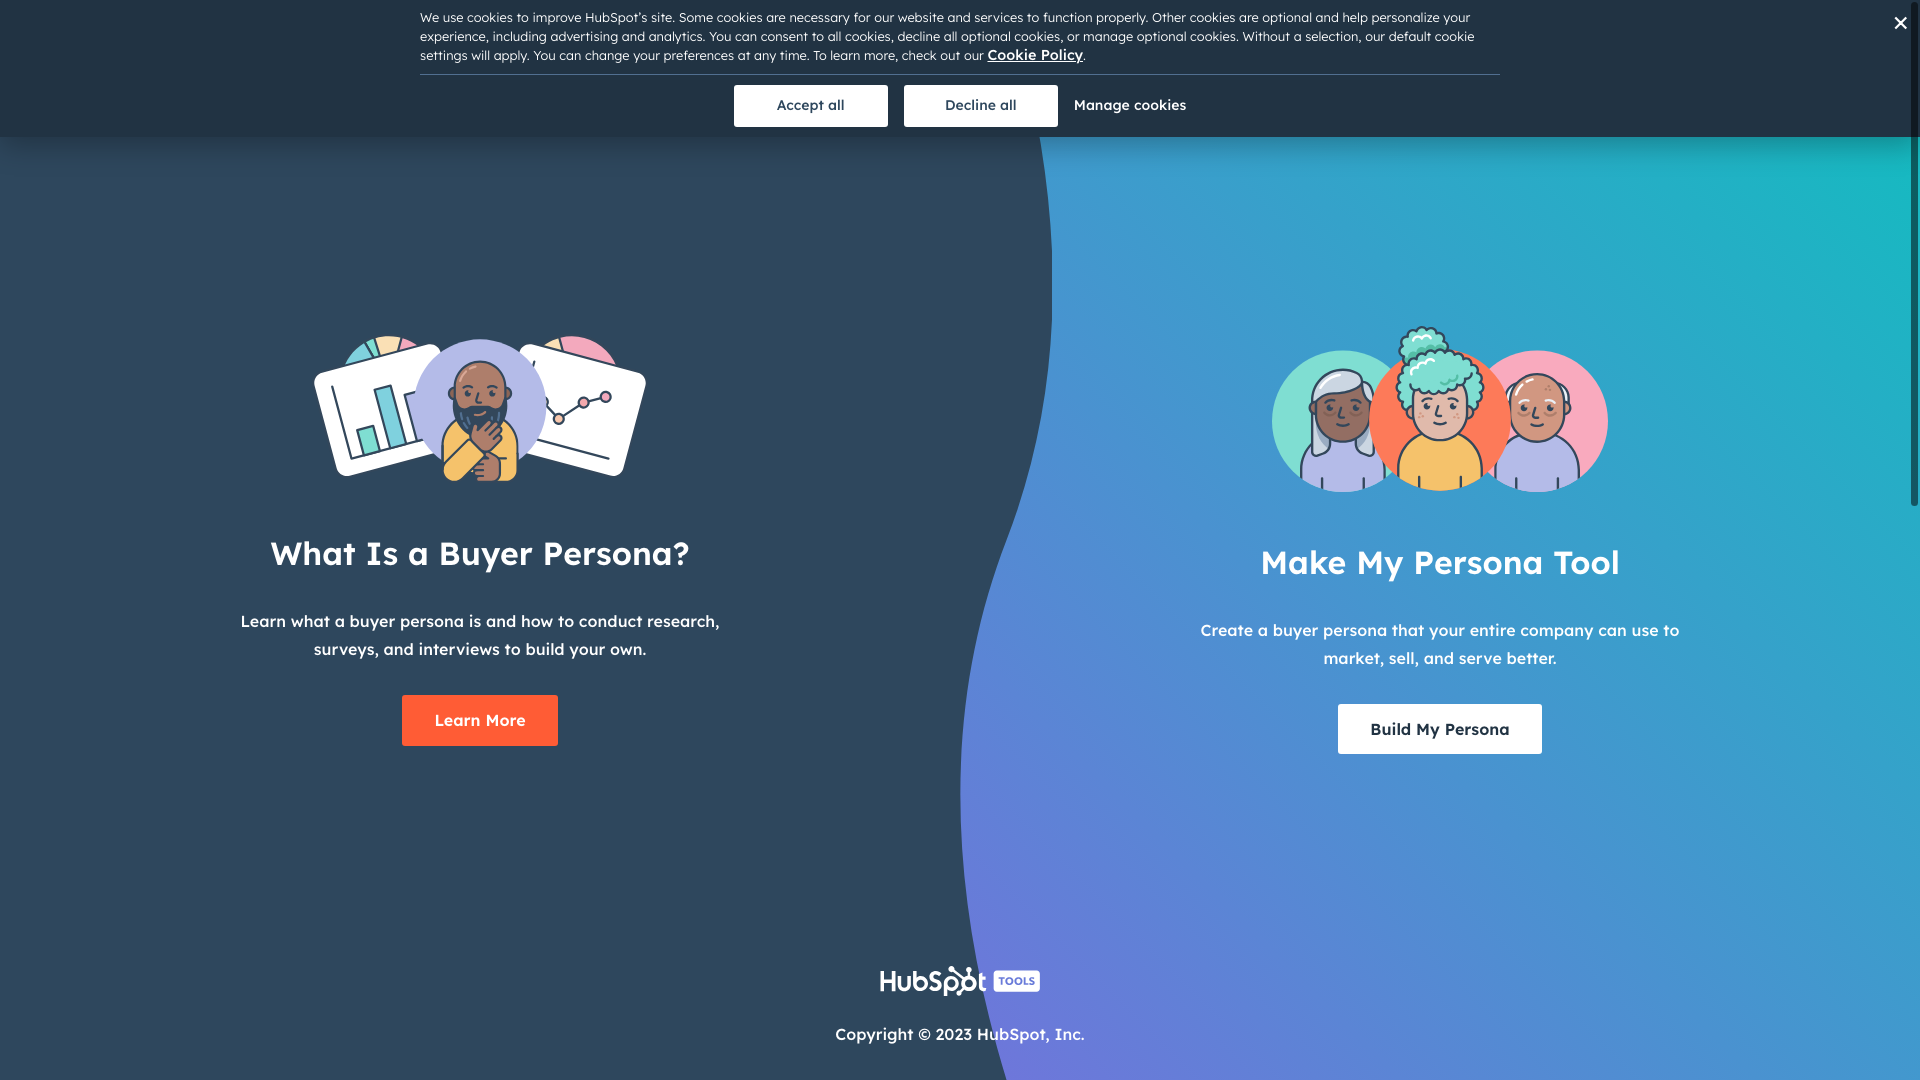 We use cookies to improve HubSpot’s site. Some cookies are necessary for our website and services to function properly. Other cookies are optional and help personalize your
experience, including advertising and analytics. You can consent to all cookies, decline all optional cookies, or manage optional cookies. Without a selection, our default cookie
settings will apply. You can change your preferences at any time. To learn more, check out our Cookie Policy.
Accept all
Decline all
Manage cookies
What Is a Buyer Persona?
Learn what a buyer persona is and how to conduct research,
surveys, and interviews to build your own.
Learn More
Make My Persona Tool
Create a buyer persona that your entire company can use to
market, sell, and serve better.
Build My Persona
HubSpot TOOLS
Copyright © 2023 HubSpot, Inc.